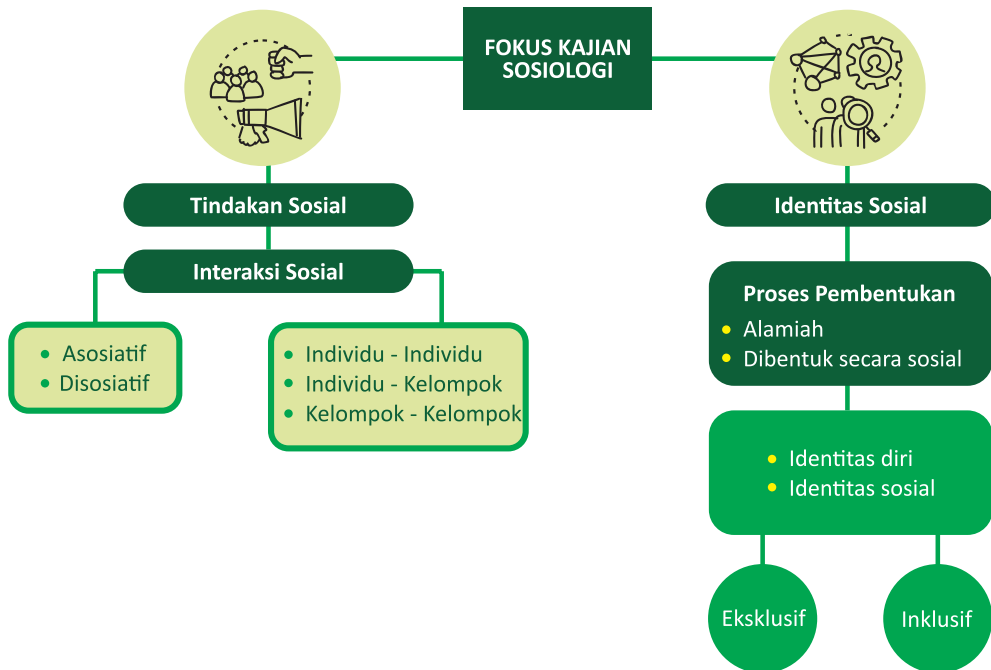 FOKUS KAJIAN
SOSIOLOGI
Tindakan Sosial
Interaksi Sosial
• Asosiatif
• Disosiatif
• Individu - Individu
• Individu - Kelompok
• Kelompok - Kelompok
Identitas Sosial
Proses Pembentukan
• Alamiah
• Dibentuk secara sosial
• Identitas diri
• Identitas sosial
Eksklusif
Inklusif